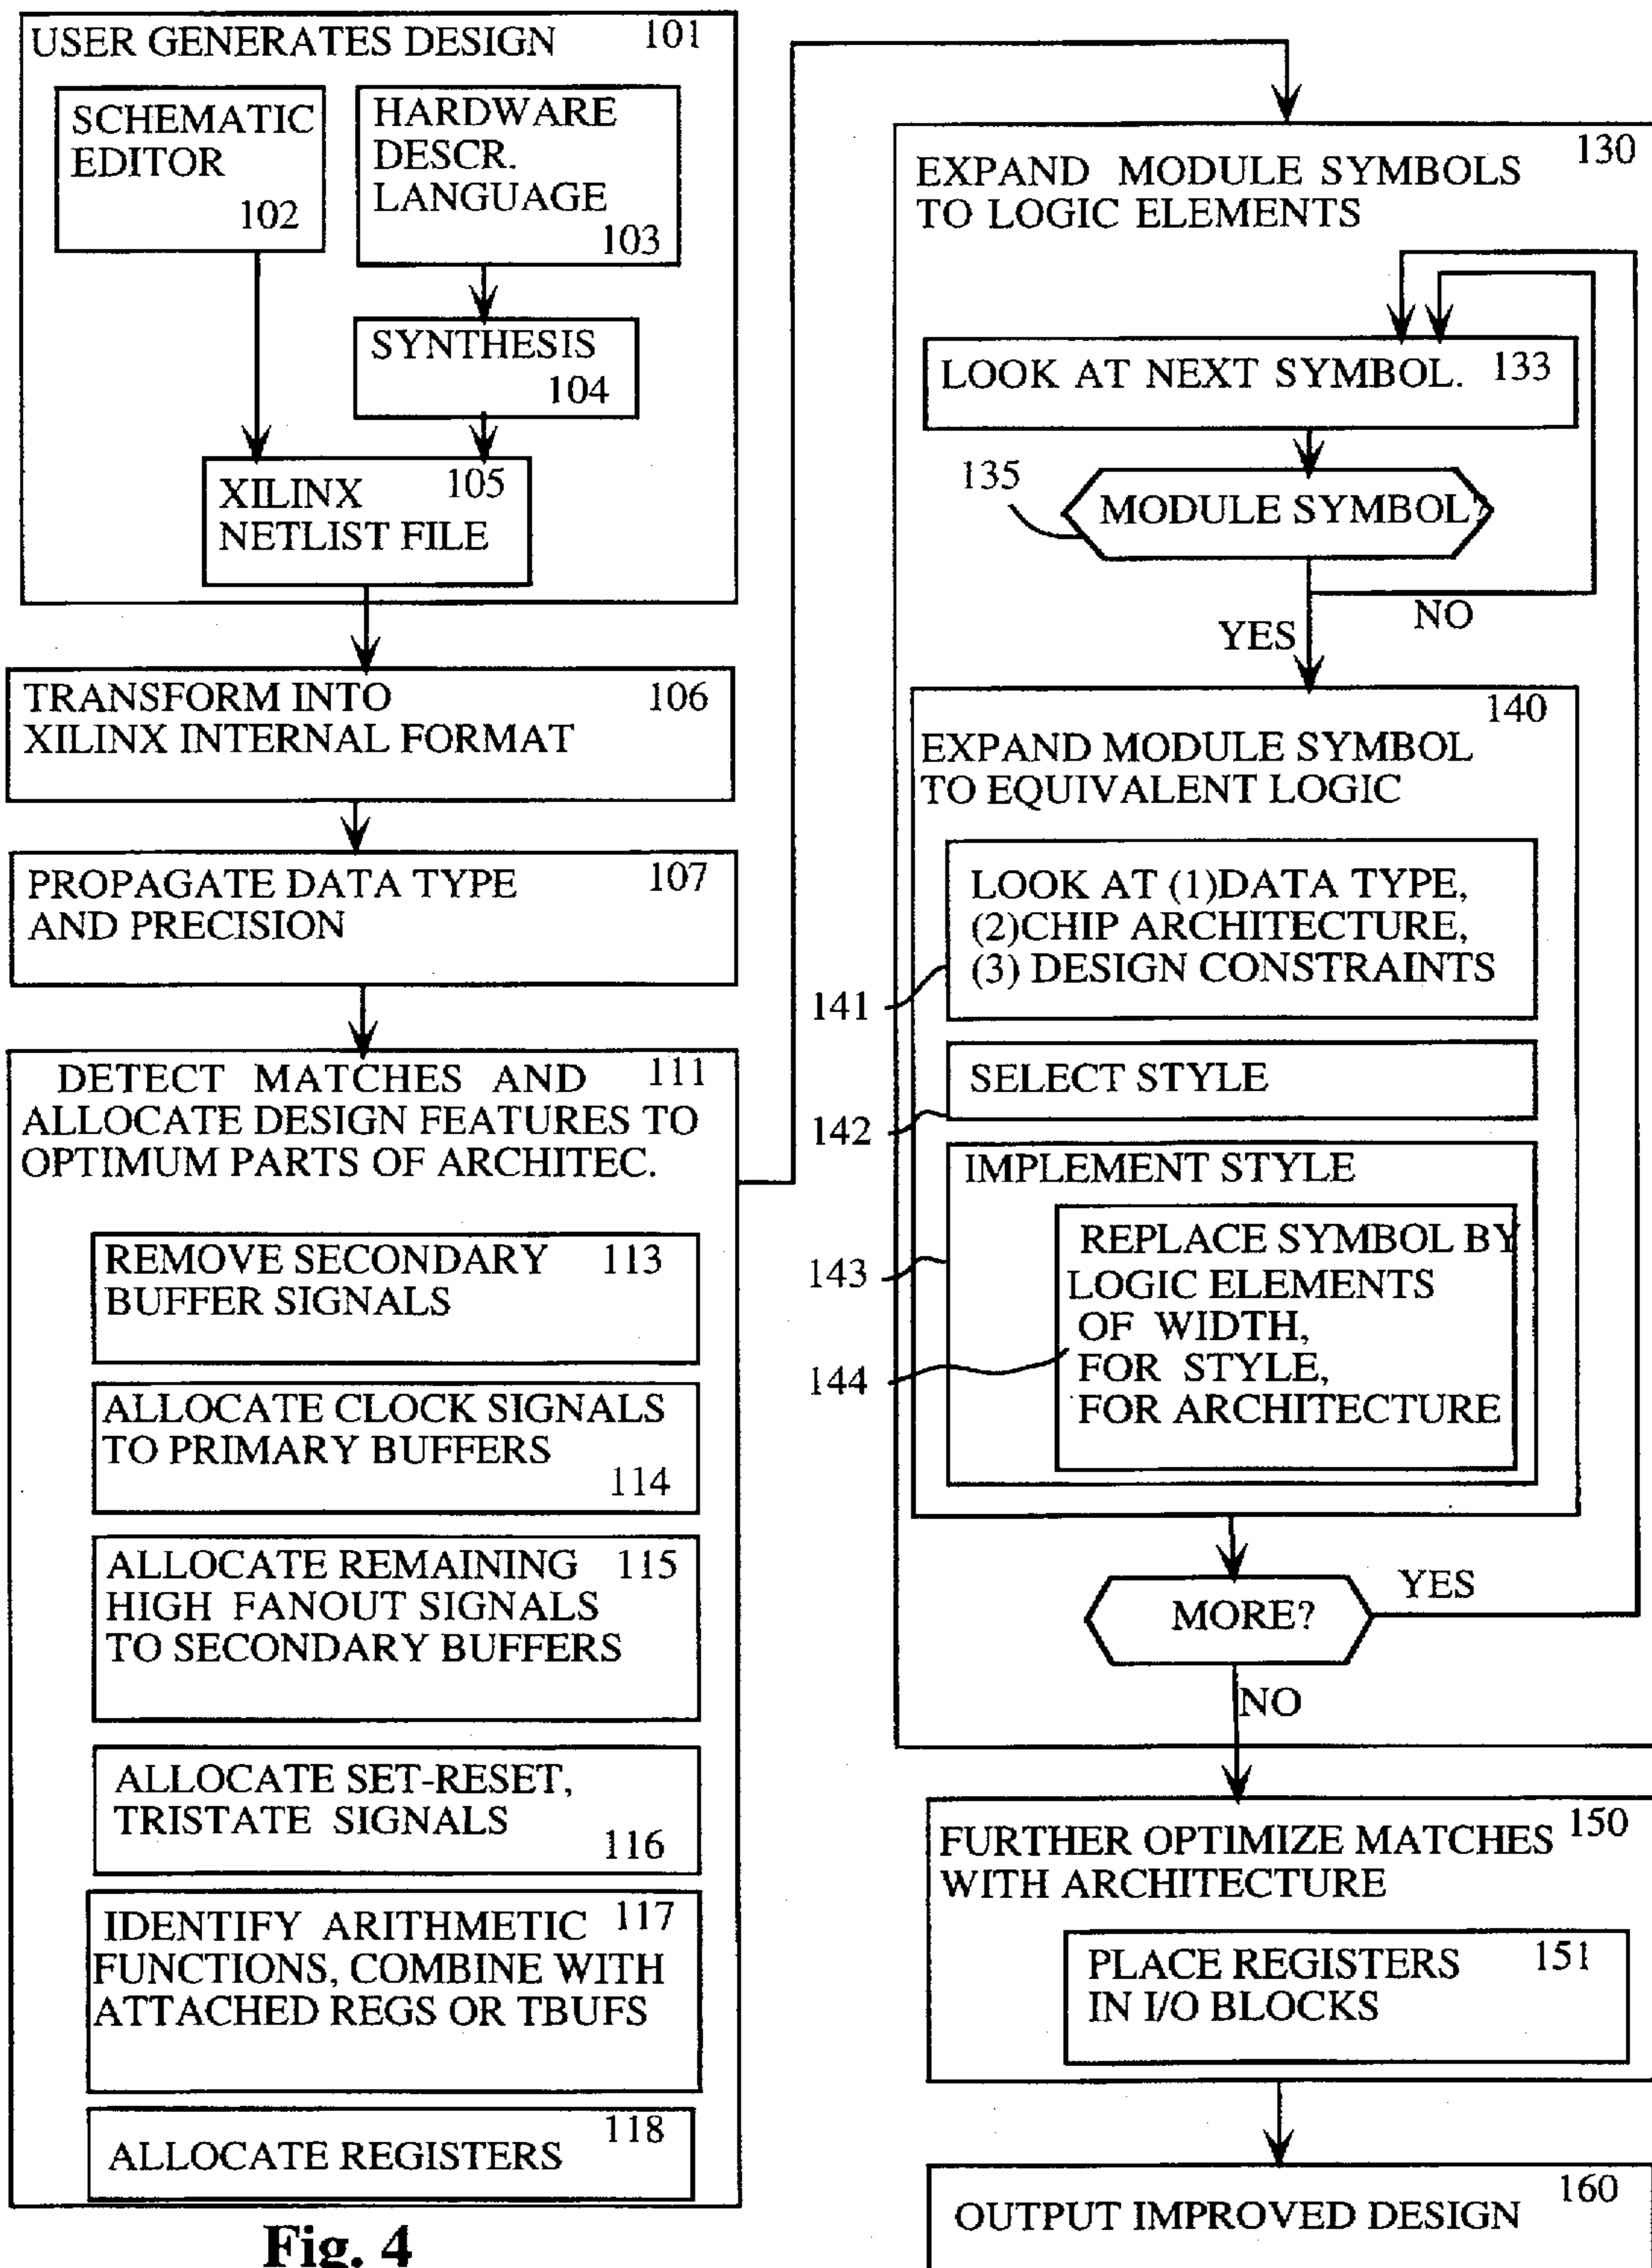 USER GENERATES DESIGN 101
SCHEMATIC
EDITOR
102
HARDWARE
DESCR.
LANGUAGE
103
SYNTHESIS
104
XILINX 105
NETLIST FILE
TRANSFORM INTO 106
XILINX INTERNAL FORMAT
PROPAGATE DATA TYPE 107
AND PRECISION
DETECT MATCHES AND 111
ALLOCATE DESIGN FEATURES TO
OPTIMUM PARTS OF ARCHITEC.
REMOVE SECONDARY 113
BUFFER SIGNALS
ALLOCATE CLOCK SIGNALS
TO PRIMARY BUFFERS
114
ALLOCATE REMAINING 115
HIGH FANOUT SIGNALS
TO SECONDARY BUFFERS
ALLOCATE SET-RESET,
TRISTATE SIGNALS
116
IDENTIFY ARITHMETIC 117
FUNCTIONS, COMBINE WITH
ATTACHED REGS OR TBUFS
118
ALLOCATE REGISTERS
Fig. 4
130
EXPAND MODULE SYMBOLS
TO LOGIC ELEMENTS
LOOK AT NEXT SYMBOL. 133
135
MODULE SYMBOL?
NO
YES
140
EXPAND MODULE SYMBOL
TO EQUIVALENT LOGIC
LOOK AT (1)DATA TYPE,
(2)CHIP ARCHITECTURE,
(3) DESIGN CONSTRAINTS
141
SELECT STYLE
142
IMPLEMENT STYLE
143
REPLACE SYMBOL BY
LOGIC ELEMENTS
OF WIDTH,
FOR STYLE,
FOR ARCHITECTURE
144
MORE?
YES
NO
FURTHER OPTIMIZE MATCHES 150
WITH ARCHITECTURE
PLACE REGISTERS 151
IN I/O BLOCKS
160
OUTPUT IMPROVED DESIGN